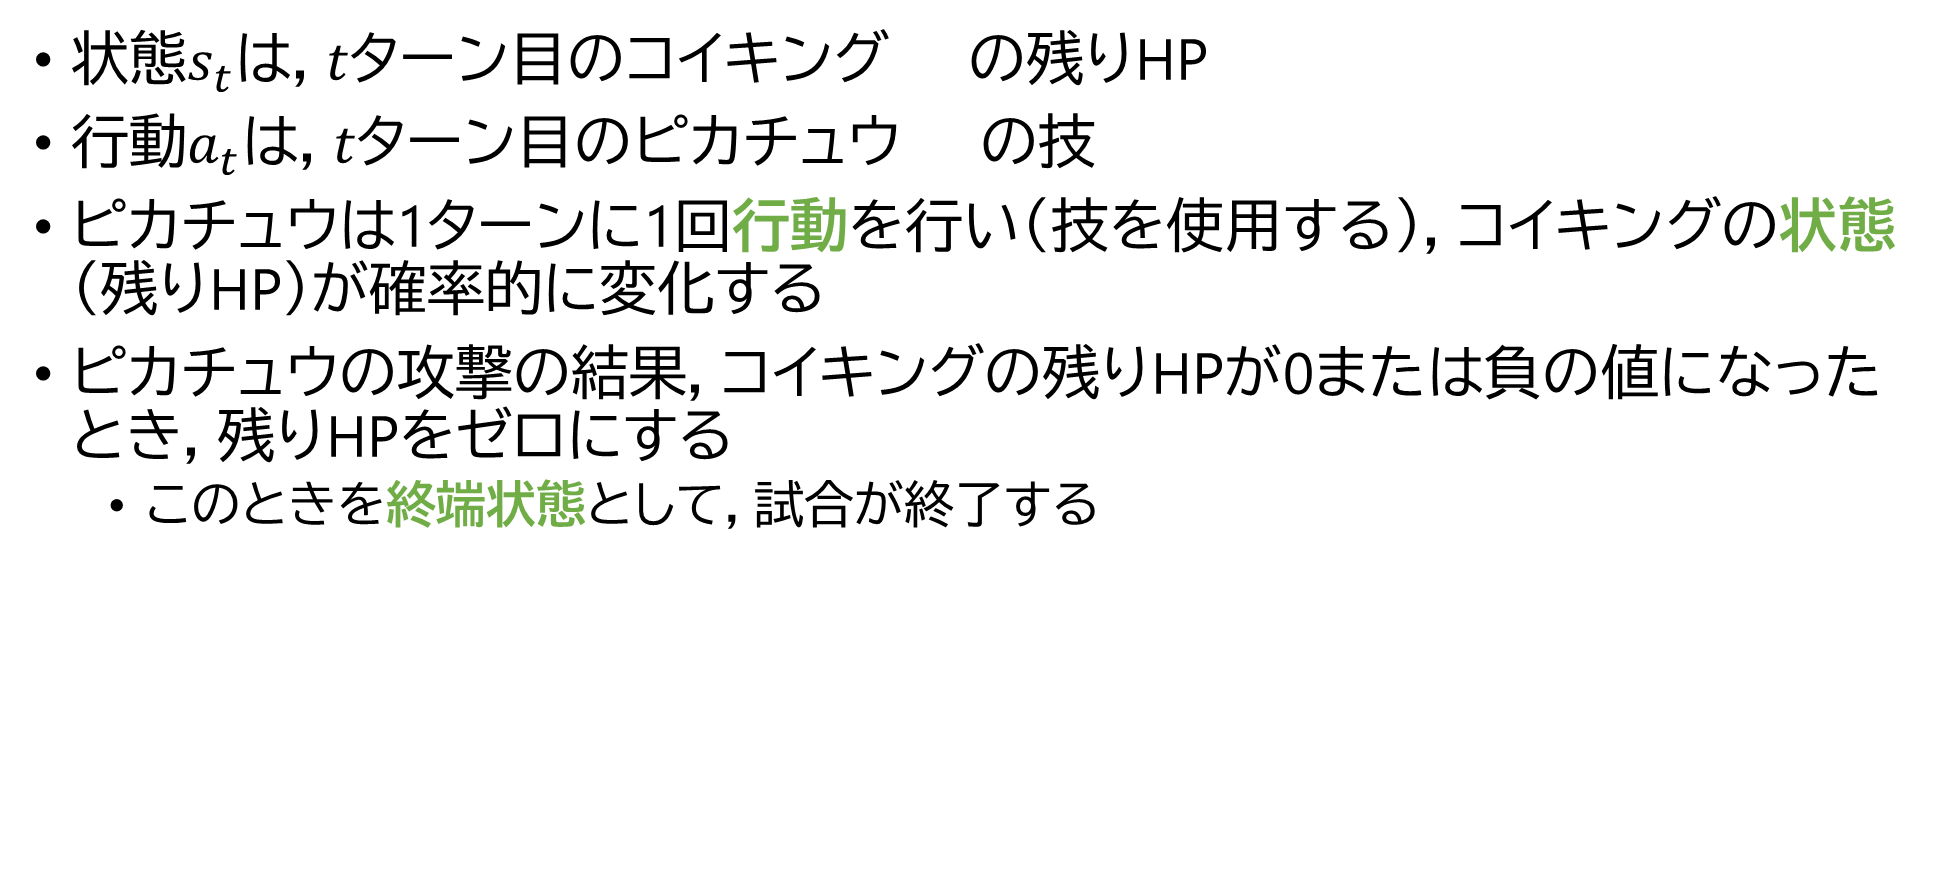 • 状態s_tは, tターン目のコイキング の残りHP
• 行動a_tは, tターン目のピカチュウ の技
• ピカチュウは1ターンに1回行動を行い（技を使用する）, コイキングの状態
（残りHP）が確率的に変化する
• ピカチュウの攻撃の結果, コイキングの残りHPが0または負の値になった
とき, 残りHPをゼロにする
• このときを終端状態として, 試合が終了する